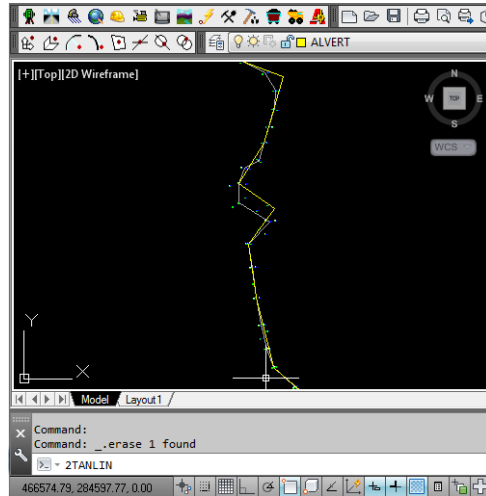 ALVERT
[+][Top][2D Wireframe]
N
W TOP E
S
WCS
Y
X
Model Layout1
Command:
Command: _.erase 1 found
2TANLIN
466574.79, 284597.77, 0.00